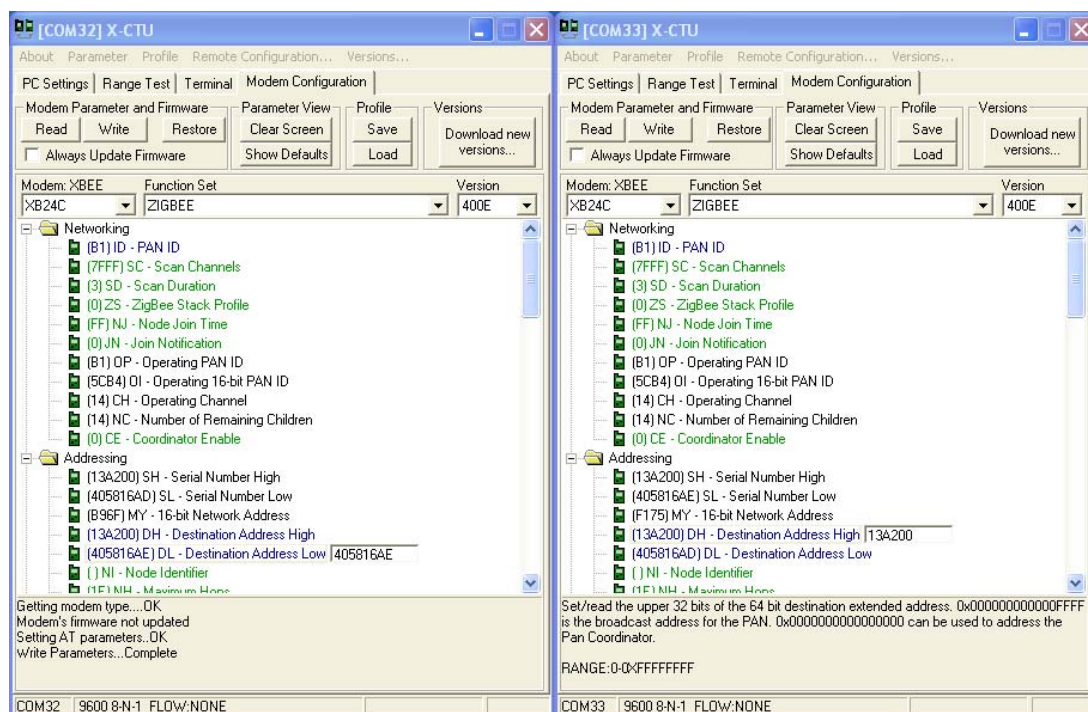 [COM32] X-CTU
About Parameter Profile Remote Configuration... Versions...
PC Settings Range Test Terminal Modem Configuration
Modem Parameter and Firmware Parameter View Profile Versions
Read Write Restore Clear Screen Save Download new versions...
Always Update Firmware Show Defaults Load
Modem: XBEE Function Set Version
XB24C ZIGBEE 400E
Networking
(B1) ID - PAN ID
(7FFF) SC - Scan Channels
(3) SD - Scan Duration
(0) ZS - ZigBee Stack Profile
(FF) NJ - Node Join Time
(0) JN - Join Notification
(B1) OP - Operating PAN ID
(5CB4) OI - Operating 16-bit PAN ID
(14) CH - Operating Channel
(14) NC - Number of Remaining Children
(0) CE - Coordinator Enable
Addressing
(13A200) SH - Serial Number High
(405816AD) SL - Serial Number Low
(B96F) MY - 16-bit Network Address
(13A200) DH - Destination Address High
(405816AE) DL - Destination Address Low 405816AE
( ) NI - Node Identifier
(1E) NH - Maximum Hops
Getting modem type....OK
Modem's firmware not updated
Setting AT parameters..OK
Write Parameters...Complete
COM32 9600 8-N-1 FLOW:NONE
[COM33] X-CTU
About Parameter Profile Remote Configuration... Versions...
PC Settings Range Test Terminal Modem Configuration
Modem Parameter and Firmware Parameter View Profile Versions
Read Write Restore Clear Screen Save Download new versions...
Always Update Firmware Show Defaults Load
Modem: XBEE Function Set Version
XB24C ZIGBEE 400E
Networking
(B1) ID - PAN ID
(7FFF) SC - Scan Channels
(3) SD - Scan Duration
(0) ZS - ZigBee Stack Profile
(FF) NJ - Node Join Time
(0) JN - Join Notification
(B1) OP - Operating PAN ID
(5CB4) OI - Operating 16-bit PAN ID
(14) CH - Operating Channel
(14) NC - Number of Remaining Children
(0) CE - Coordinator Enable
Addressing
(13A200) SH - Serial Number High
(405816AE) SL - Serial Number Low
(F175) MY - 16-bit Network Address
(13A200) DH - Destination Address High 13A200
(405816AD) DL - Destination Address Low
( ) NI - Node Identifier
(1E) NH - Maximum Hops
Set/read the upper 32 bits of the 64 bit destination extended address. 0x000000000000FFFF
is the broadcast address for the PAN. 0x0000000000000000 can be used to address the
Pan Coordinator.
RANGE:0-0XFFFFFFFF
COM33 9600 8-N-1 FLOW:NONE